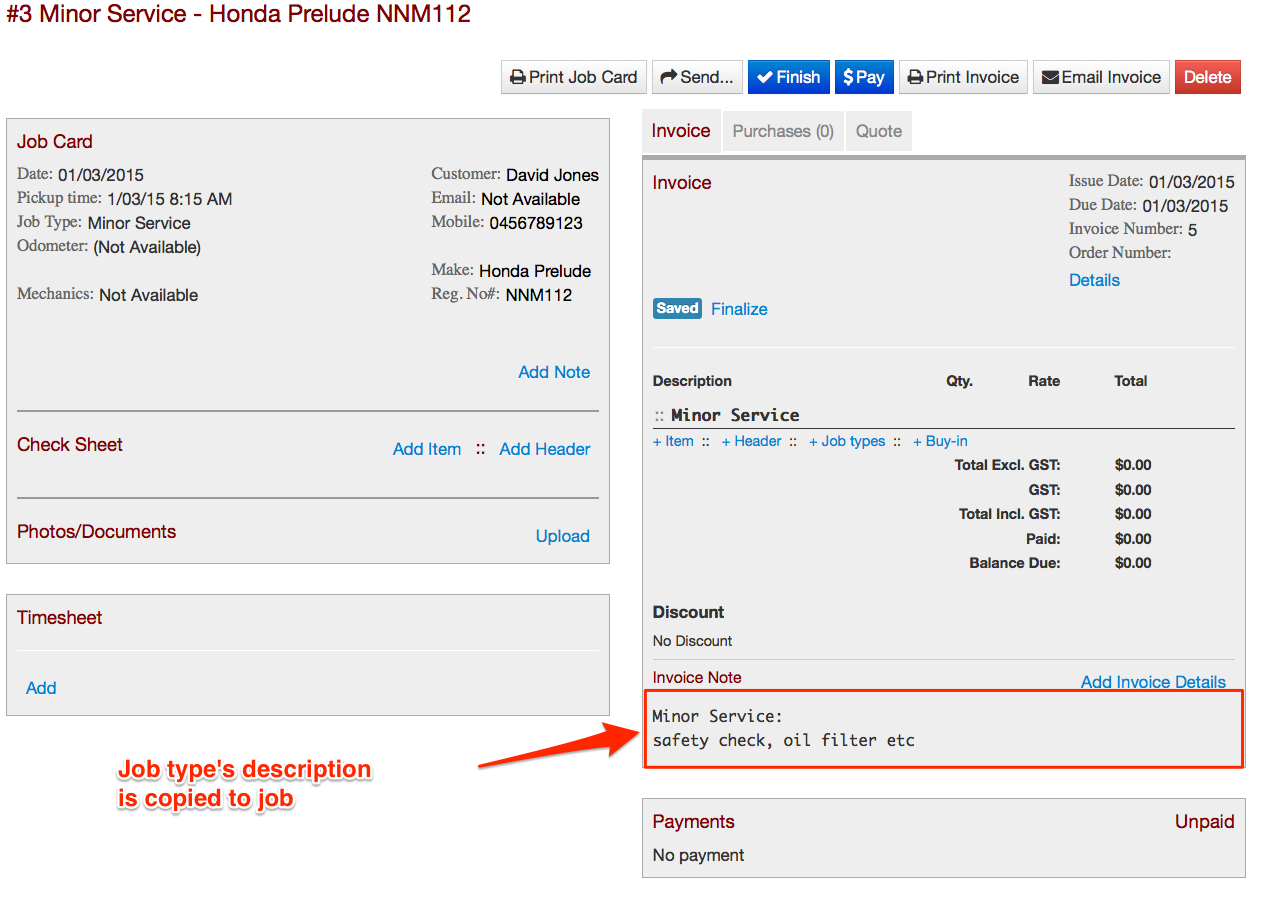 #3 Minor Service - Honda Prelude NNM112
Print Job Card Send... Finish $ Pay Print Invoice Email Invoice Delete
Job Card
Date: 01/03/2015
Pickup time: 1/03/15 8:15 AM
Job Type: Minor Service
Odometer: (Not Available)
Mechanics: Not Available
Customer: David Jones
Email: Not Available
Mobile: 0456789123
Make: Honda Prelude
Reg. No#: NNM112
Add Note
Check Sheet Add Item :: Add Header
Photos/Documents Upload
Timesheet
Add
Job type's description
is copied to job
Invoice Purchases (0) Quote
Invoice
Issue Date: 01/03/2015
Due Date: 01/03/2015
Invoice Number: 5
Order Number:
Details
Saved Finalize
Description Qty. Rate Total
:: Minor Service
+ Item :: + Header :: + Job types :: + Buy-in
Total Excl. GST: $0.00
GST: $0.00
Total Incl. GST: $0.00
Paid: $0.00
Balance Due: $0.00
Discount
No Discount
Invoice Note Add Invoice Details
Minor Service:
safety check, oil filter etc
Payments Unpaid
No payment